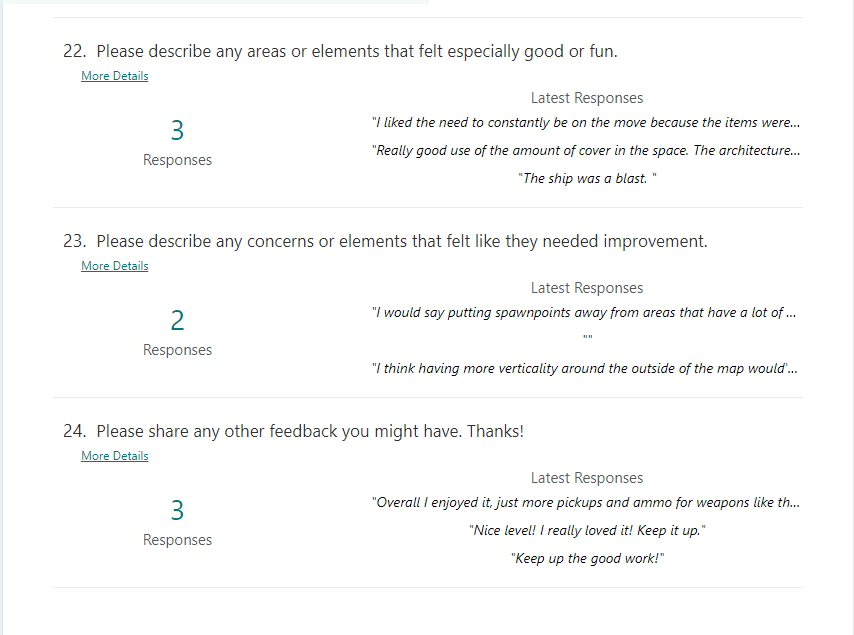 22. Please describe any areas or elements that felt especially good or fun.
More Details
Latest Responses
"I liked the need to constantly be on the move because the items were...
3
Responses
"Really good use of the amount of cover in the space. The architecture...
"The ship was a blast. "
23. Please describe any concerns or elements that felt like they needed improvement.
More Details
Latest Responses
"I would say putting spawnpoints away from areas that have a lot of ...
2
Responses
""
"I think having more verticality around the outside of the map would'...
24. Please share any other feedback you might have. Thanks!
More Details
Latest Responses
"Overall I enjoyed it, just more pickups and ammo for weapons like th...
3
Responses
"Nice level! I really loved it! Keep it up."
"Keep up the good work!"